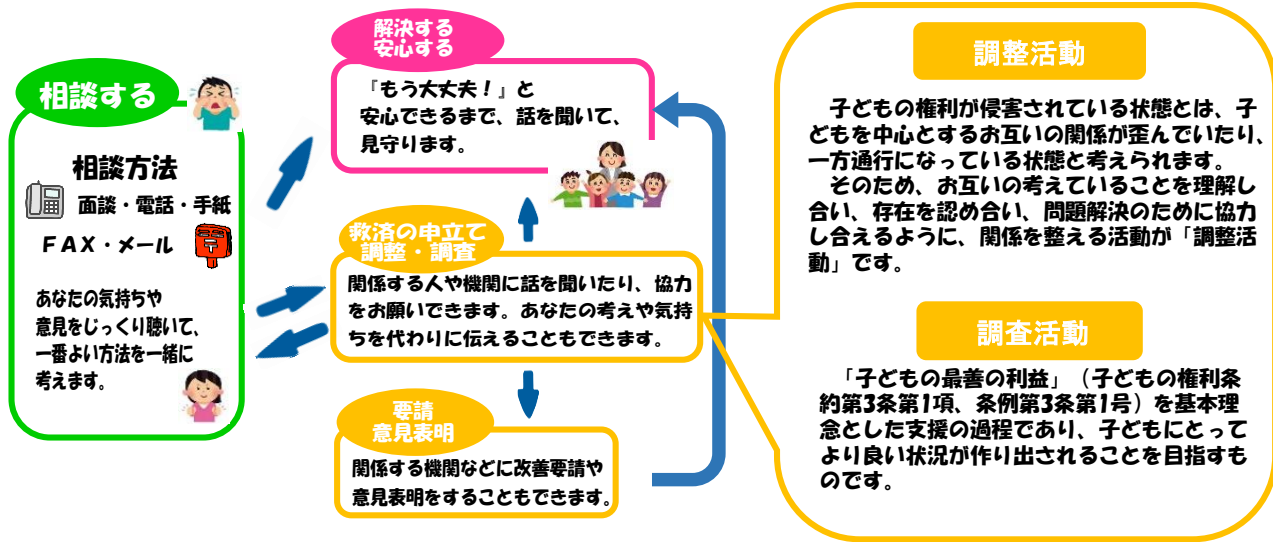 相談する
相談方法
面談・電話・手紙
FAX・メール
あなたの気持ちや
意見をじっくり聴いて、
一番よい方法を一緒に
考えます。
解決する
安心する
『もう大丈夫!』と
安心できるまで、話を聞いて、
見守ります。
救済の申立て
調整・調査
関係する人や機関に話を聞いたり、協力
をお願いできます。あなたの考えや気持
ちを代わりに伝えることもできます。
要請
意見表明
関係する機関などに改善要請や
意見表明をすることもできます。
調整活動
子どもの権利が侵害されている状態とは、子
どもを中心とするお互いの関係が歪んでいたり、
一方通行になっている状態と考えられます。
そのため、お互いの考えていることを理解し
合い、存在を認め合い、問題解決のために協力
し合えるように、関係を整える活動が「調整活
動」です。
調査活動
「子どもの最善の利益」(子どもの権利条
約第3条第1項、条例第3条第1号)を基本理
念とした支援の過程であり、子どもにとって
より良い状況が作り出されることを目指すも
のです。